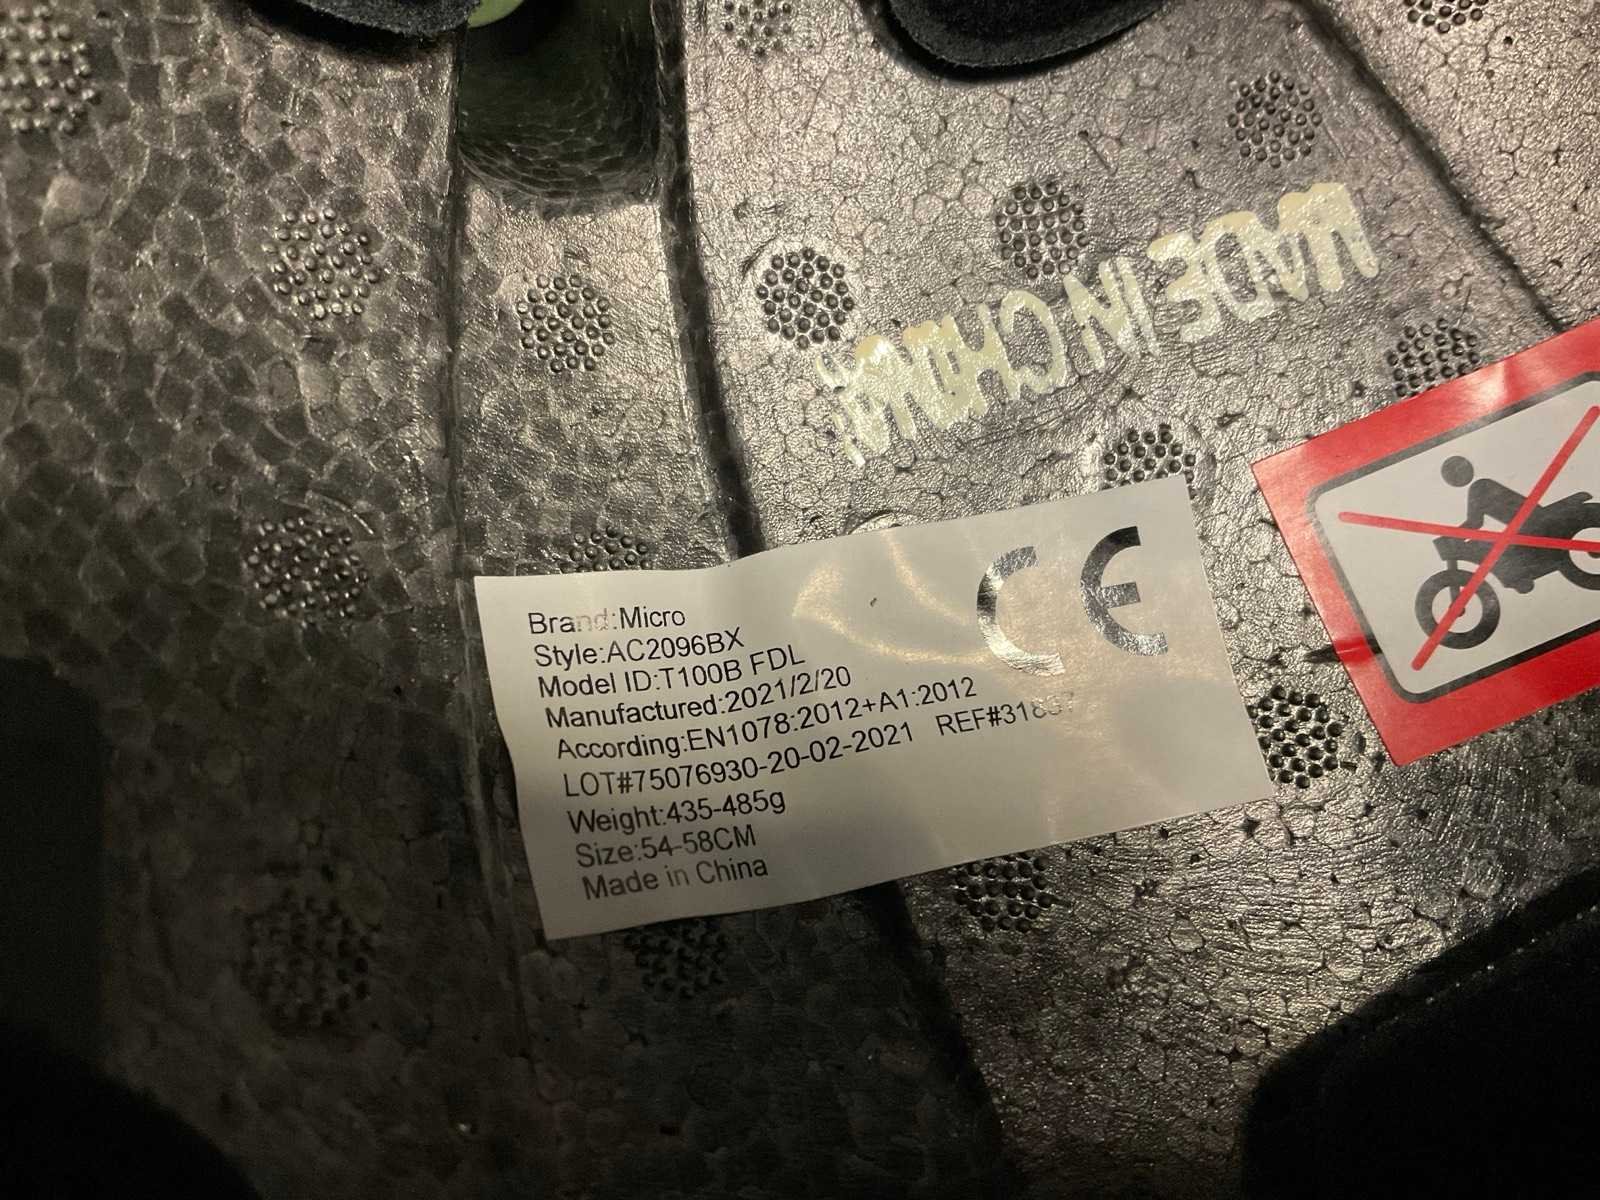 MADE IN CHINA
CE
Brand:Micro
Style:AC2096BX
Model ID:T100B FDL
Manufactured:2021/2/20
According:EN1078:2012+A1:2012
LOT#75076930-20-02-2021
Weight:435-485g
Size:54-58CM
Made in China